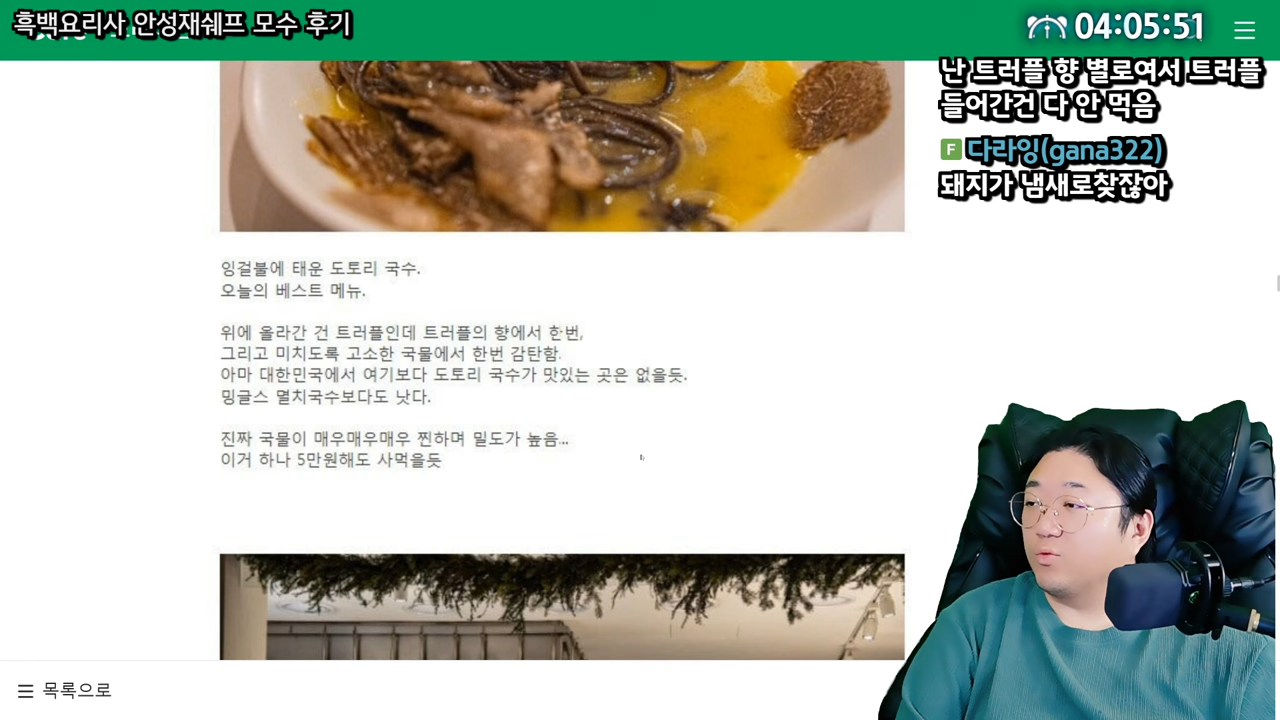 흑백요리사 안성재쉐프 모수 후기
04:05:51
난 트러플 향 별로여서 트러플
들어간건 다 안 먹음
F 다라잉(gana322)
돼지가 냄새로찾잖아
잉걸불에 태운 도토리 국수.
오늘의 베스트 메뉴.
위에 올라간 건 트러플인데 트러플의 향에서 한번,
그리고 미치도록 고소한 국물에서 한번 감탄함.
아마 대한민국에서 여기보다 도토리 국수가 맛있는 곳은 없을듯.
밍글스 멸치국수보다도 낫다.
진짜 국물이 매우매우매우 찐하며 밀도가 높음...
이거 하나 5만원해도 사먹을듯
목록으로